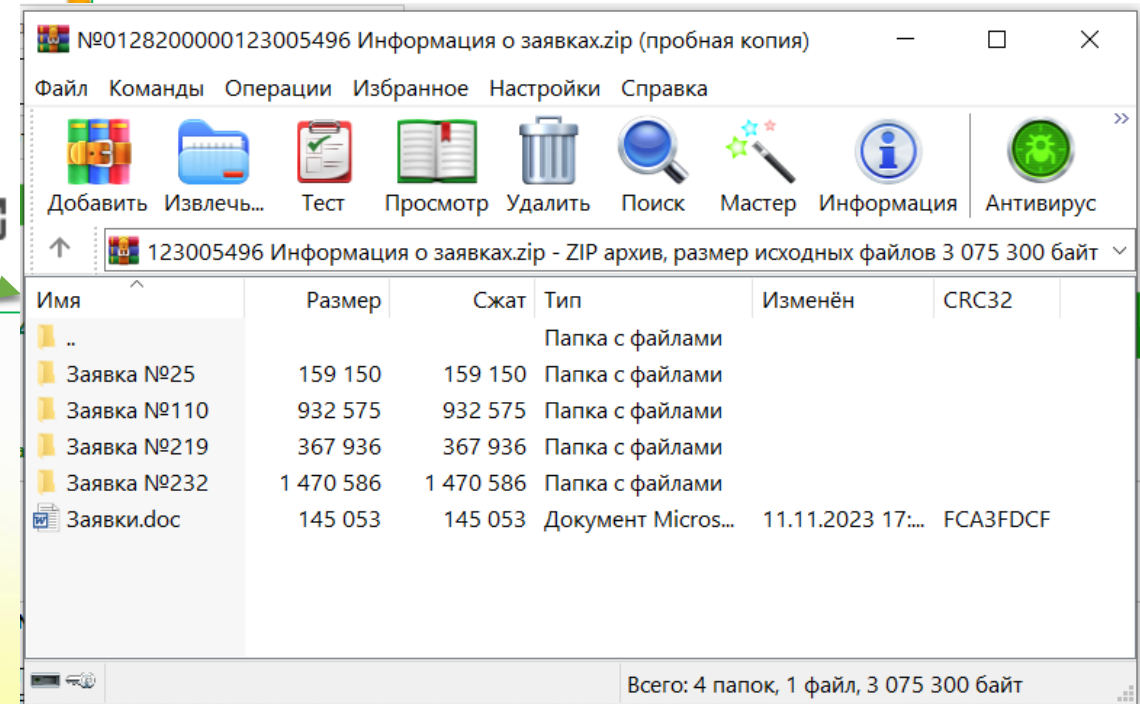 №0128200000123005496 Информация о заявках.zip (пробная копия)
Файл Команды Операции Избранное Настройки Справка
Добавить Извлечь... Тест Просмотр Удалить Поиск Мастер Информация Антивирус
123005496 Информация о заявках.zip - ZIP архив, размер исходных файлов 3 075 300 байт
Имя Размер Сжат Тип Изменён CRC32
.. Папка с файлами
Заявка №25 159 150 159 150 Папка с файлами
Заявка №110 932 575 932 575 Папка с файлами
Заявка №219 367 936 367 936 Папка с файлами
Заявка №232 1 470 586 1 470 586 Папка с файлами
Заявки.doc 145 053 145 053 Документ Micros... 11.11.2023 17:... FCA3FDCF
Всего: 4 папок, 1 файл, 3 075 300 байт